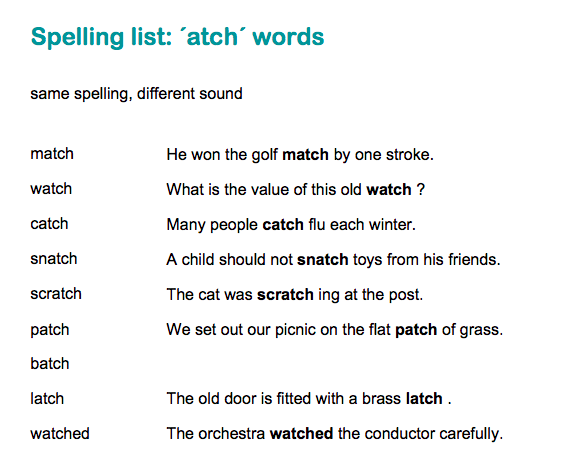 Spelling list: ´atch´ words
same spelling, different sound
match He won the golf match by one stroke.
watch What is the value of this old watch ?
catch Many people catch flu each winter.
snatch A child should not snatch toys from his friends.
scratch The cat was scratch ing at the post.
patch We set out our picnic on the flat patch of grass.
batch
latch The old door is fitted with a brass latch .
watched The orchestra watched the conductor carefully.